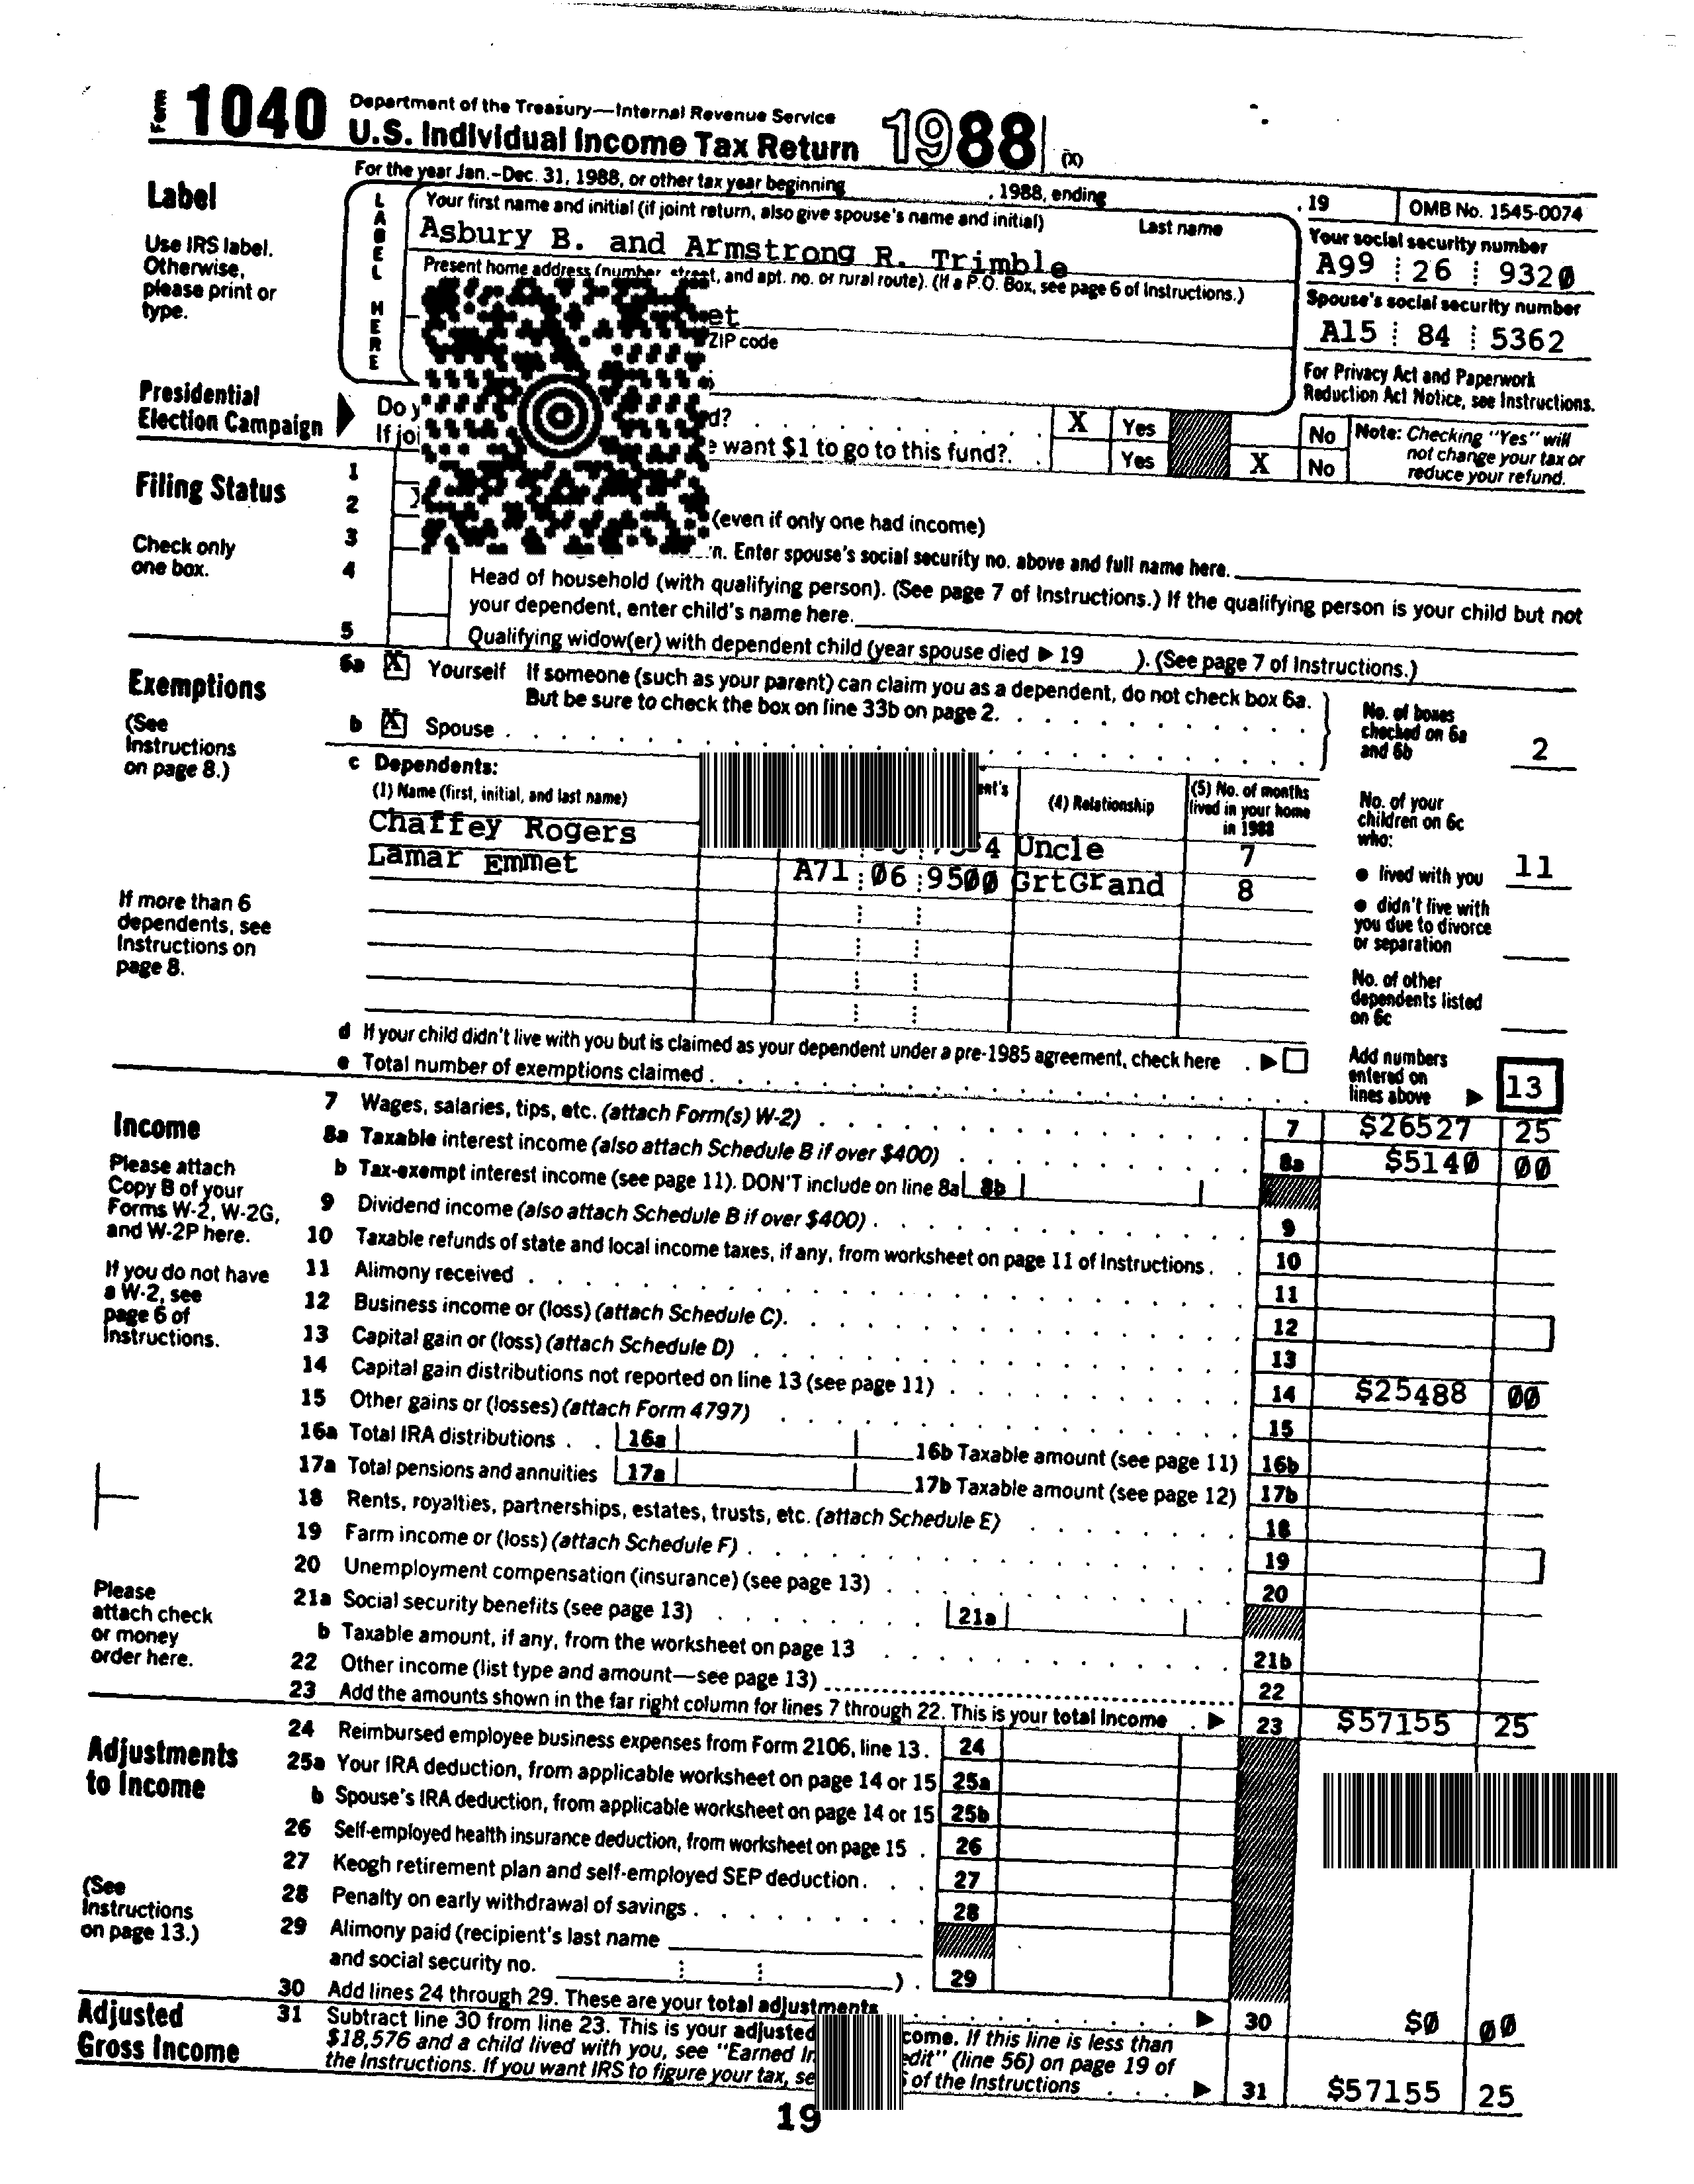 Form 1040 Department of the Treasury—Internal Revenue Service
U.S. Individual Income Tax Return 1988 (X)
For the year Jan.-Dec. 31, 1988, or other tax year beginning , 1988, ending , 19 OMB No. 1545-0074
Label
Use IRS label.
Otherwise,
please print or
type.
LABEL HERE
Your first name and initial (if joint return, also give spouse's name and initial) Last name
Asbury B. and Armstrong R. Trimble
Your social security number
A99 26 9320
Present home address (number, street, and apt. no. or rural route). (If a P.O. Box, see page 6 of Instructions.)
Spouse's social security number
A15 84 5362
ZIP code
For Privacy Act and Paperwork
Reduction Act Notice, see Instructions.
Presidential
Election Campaign
Do
X Yes No
want $1 to go to this fund?. Yes X No
Note: Checking "Yes" will
not change your tax or
reduce your refund.
Filing Status
Check only
one box.
1
2 (even if only one had income)
3 Enter spouse's social security no. above and full name here.
4 Head of household (with qualifying person). (See page 7 of Instructions.) If the qualifying person is your child but not
your dependent, enter child's name here.
5 Qualifying widow(er) with dependent child (year spouse died ▶ 19 ). (See page 7 of Instructions.)
Exemptions
(See
Instructions
on page 8.)
6a X Yourself If someone (such as your parent) can claim you as a dependent, do not check box 6a.
But be sure to check the box on line 33b on page 2.
b X Spouse
No. of boxes
checked on 6a
and 6b 2
c Dependents:
(1) Name (first, initial, and last name) (4) Relationship (5) No. of months
lived in your home
in 1988
Chaffey Rogers Uncle 7
Lamar Emmet A71 06 9500 GrtGrand 8
If more than 6
dependents, see
Instructions on
page 8.
No. of your
children on 6c
who:
● lived with you 11
● didn't live with
you due to divorce
or separation
No. of other
dependents listed
on 6c
d If your child didn't live with you but is claimed as your dependent under a pre-1985 agreement, check here ▶
e Total number of exemptions claimed
Add numbers
entered on
lines above ▶ 13
Income
Please attach
Copy B of your
Forms W-2, W-2G,
and W-2P here.
If you do not have
a W-2, see
page 6 of
Instructions.
Please
attach check
or money
order here.
7 Wages, salaries, tips, etc. (attach Form(s) W-2) 7 $26527 25
8a Taxable interest income (also attach Schedule B if over $400) 8a $5140 00
b Tax-exempt interest income (see page 11). DON'T include on line 8a 8b
9 Dividend income (also attach Schedule B if over $400) 9
10 Taxable refunds of state and local income taxes, if any, from worksheet on page 11 of Instructions 10
11 Alimony received 11
12 Business income or (loss) (attach Schedule C). 12
13 Capital gain or (loss) (attach Schedule D) 13
14 Capital gain distributions not reported on line 13 (see page 11) 14 $25488 00
15 Other gains or (losses) (attach Form 4797) 15
16a Total IRA distributions 16a 16b Taxable amount (see page 11) 16b
17a Total pensions and annuities 17a 17b Taxable amount (see page 12) 17b
18 Rents, royalties, partnerships, estates, trusts, etc. (attach Schedule E) 18
19 Farm income or (loss) (attach Schedule F) 19
20 Unemployment compensation (insurance) (see page 13) 20
21a Social security benefits (see page 13) 21a
b Taxable amount, if any, from the worksheet on page 13 21b
22 Other income (list type and amount—see page 13) 22
23 Add the amounts shown in the far right column for lines 7 through 22. This is your total income ▶ 23 $57155 25
Adjustments
to Income
(See
Instructions
on page 13.)
24 Reimbursed employee business expenses from Form 2106, line 13. 24
25a Your IRA deduction, from applicable worksheet on page 14 or 15 25a
b Spouse's IRA deduction, from applicable worksheet on page 14 or 15 25b
26 Self-employed health insurance deduction, from worksheet on page 15 26
27 Keogh retirement plan and self-employed SEP deduction 27
28 Penalty on early withdrawal of savings 28
29 Alimony paid (recipient's last name
and social security no. ) 29
30 Add lines 24 through 29. These are your total adjustments ▶ 30 $0 00
Adjusted
Gross Income
31 Subtract line 30 from line 23. This is your adjusted If this line is less than
$18,576 and a child lived with you, see "Earned (line 56) on page 19 of
the Instructions. If you want IRS to figure your tax, of the Instructions ▶ 31 $57155 25
19